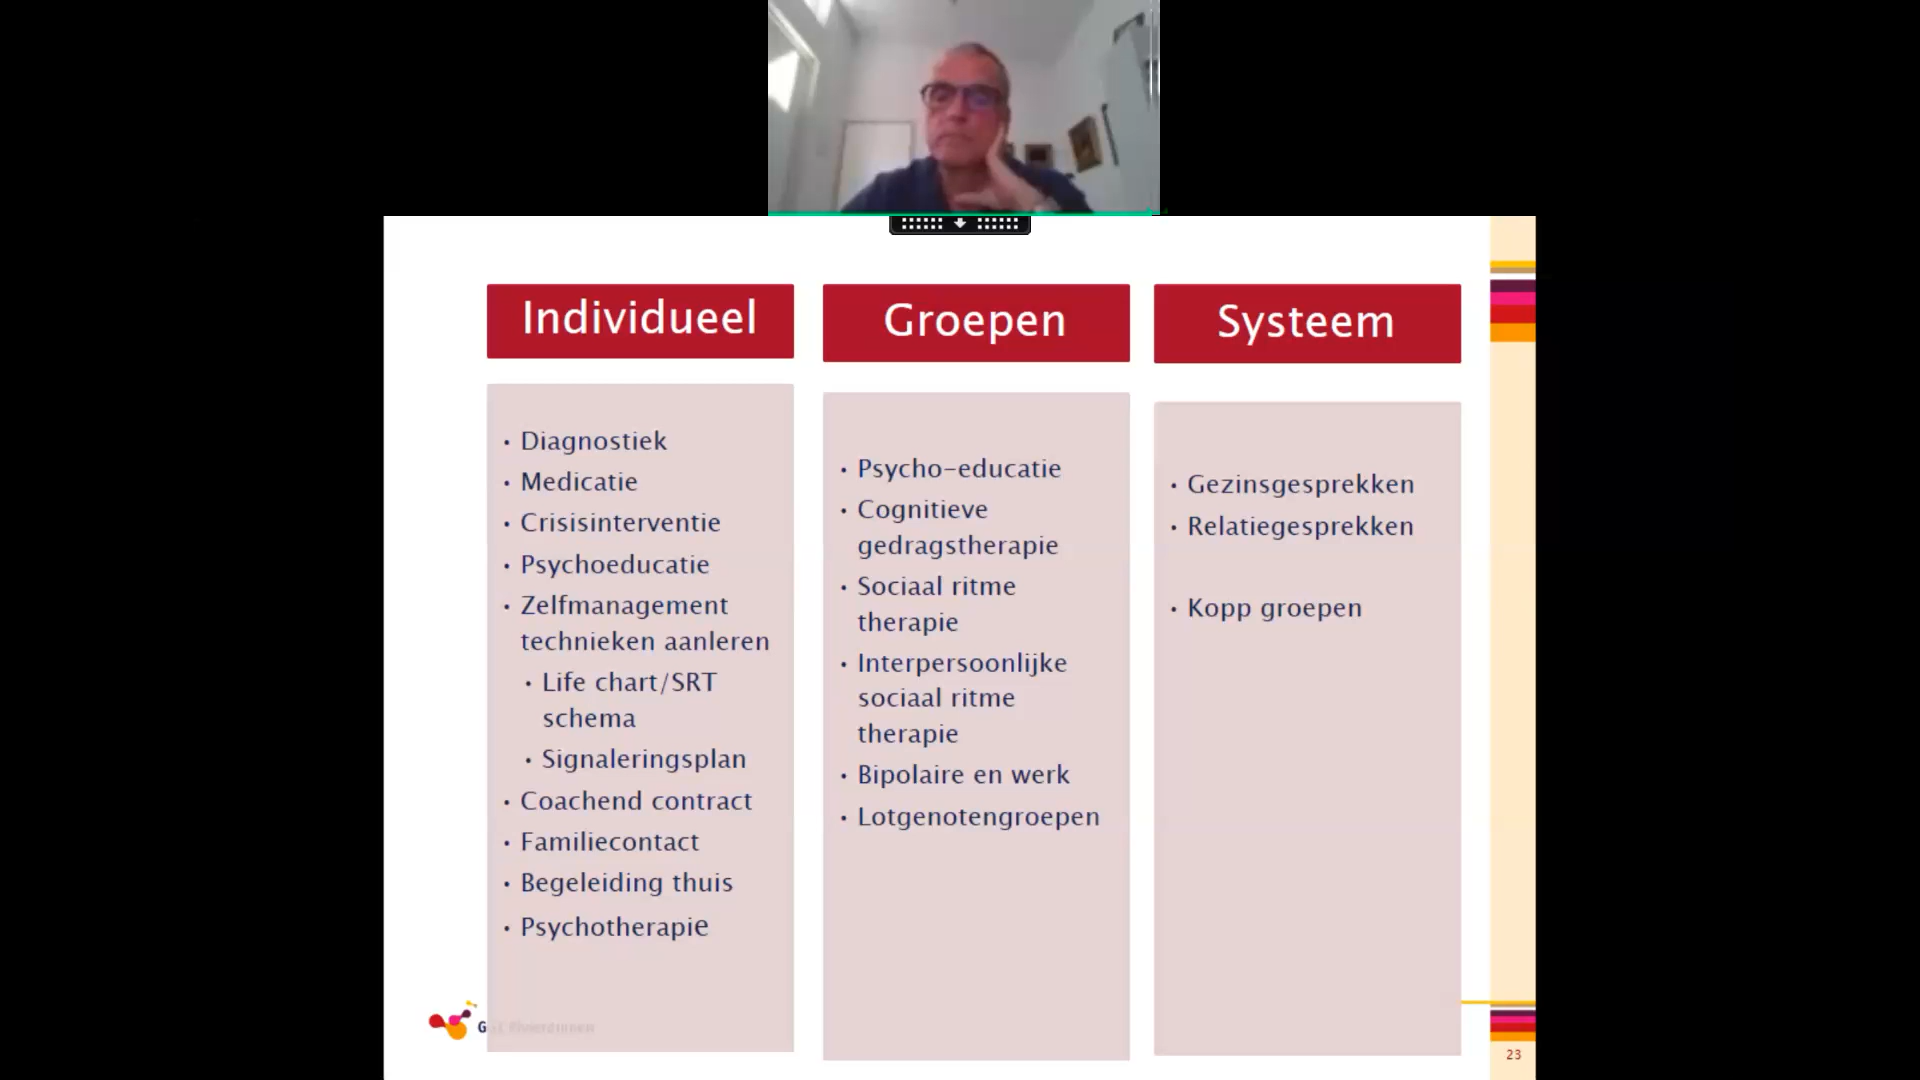 Individueel
• Diagnostiek
• Medicatie
• Crisisinterventie
• Psychoeducatie
• Zelfmanagement
technieken aanleren
• Life chart/SRT
schema
• Signaleringsplan
• Coachend contract
• Familiecontact
• Begeleiding thuis
• Psychotherapie
Groepen
• Psycho-educatie
• Cognitieve
gedragstherapie
• Sociaal ritme
therapie
• Interpersoonlijke
sociaal ritme
therapie
• Bipolaire en werk
• Lotgenotengroepen
Systeem
• Gezinsgesprekken
• Relatiegesprekken
• Kopp groepen
23